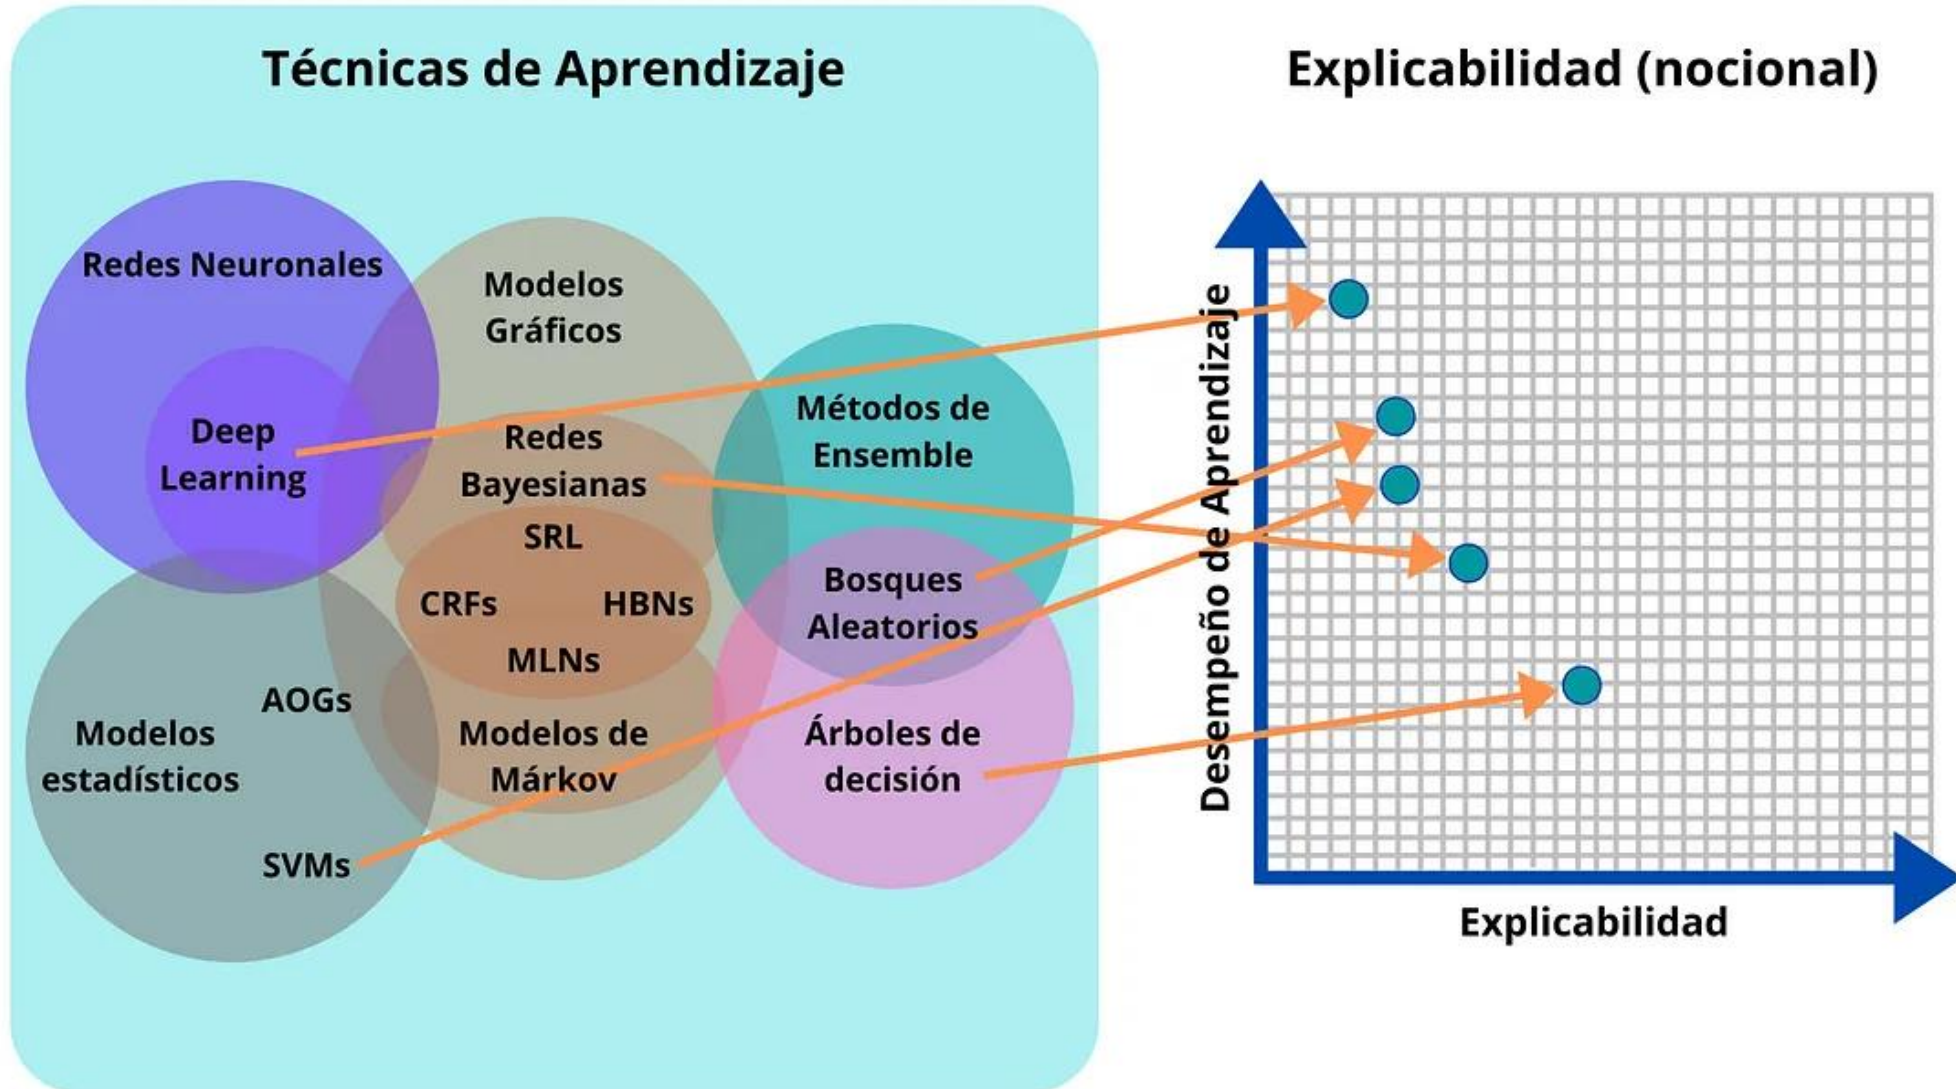 Técnicas de Aprendizaje
Redes Neuronales
Deep
Learning
Modelos
Gráficos
Redes
Bayesianas
SRL
CRFs HBNs
MLNs
Modelos de
Márkov
Métodos de
Ensemble
Bosques
Aleatorios
Árboles de
decisión
AOGs
Modelos
estadísticos
SVMs
Explicabilidad (nocional)
Desempeño de Aprendizaje
Explicabilidad